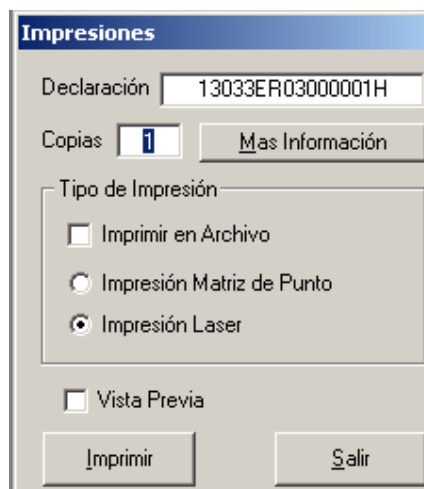 Impresiones
Declaración 13033ER03000001H
Copias 1 Mas Información
Tipo de Impresión
Imprimir en Archivo
Impresión Matriz de Punto
Impresión Laser
Vista Previa
Imprimir Salir